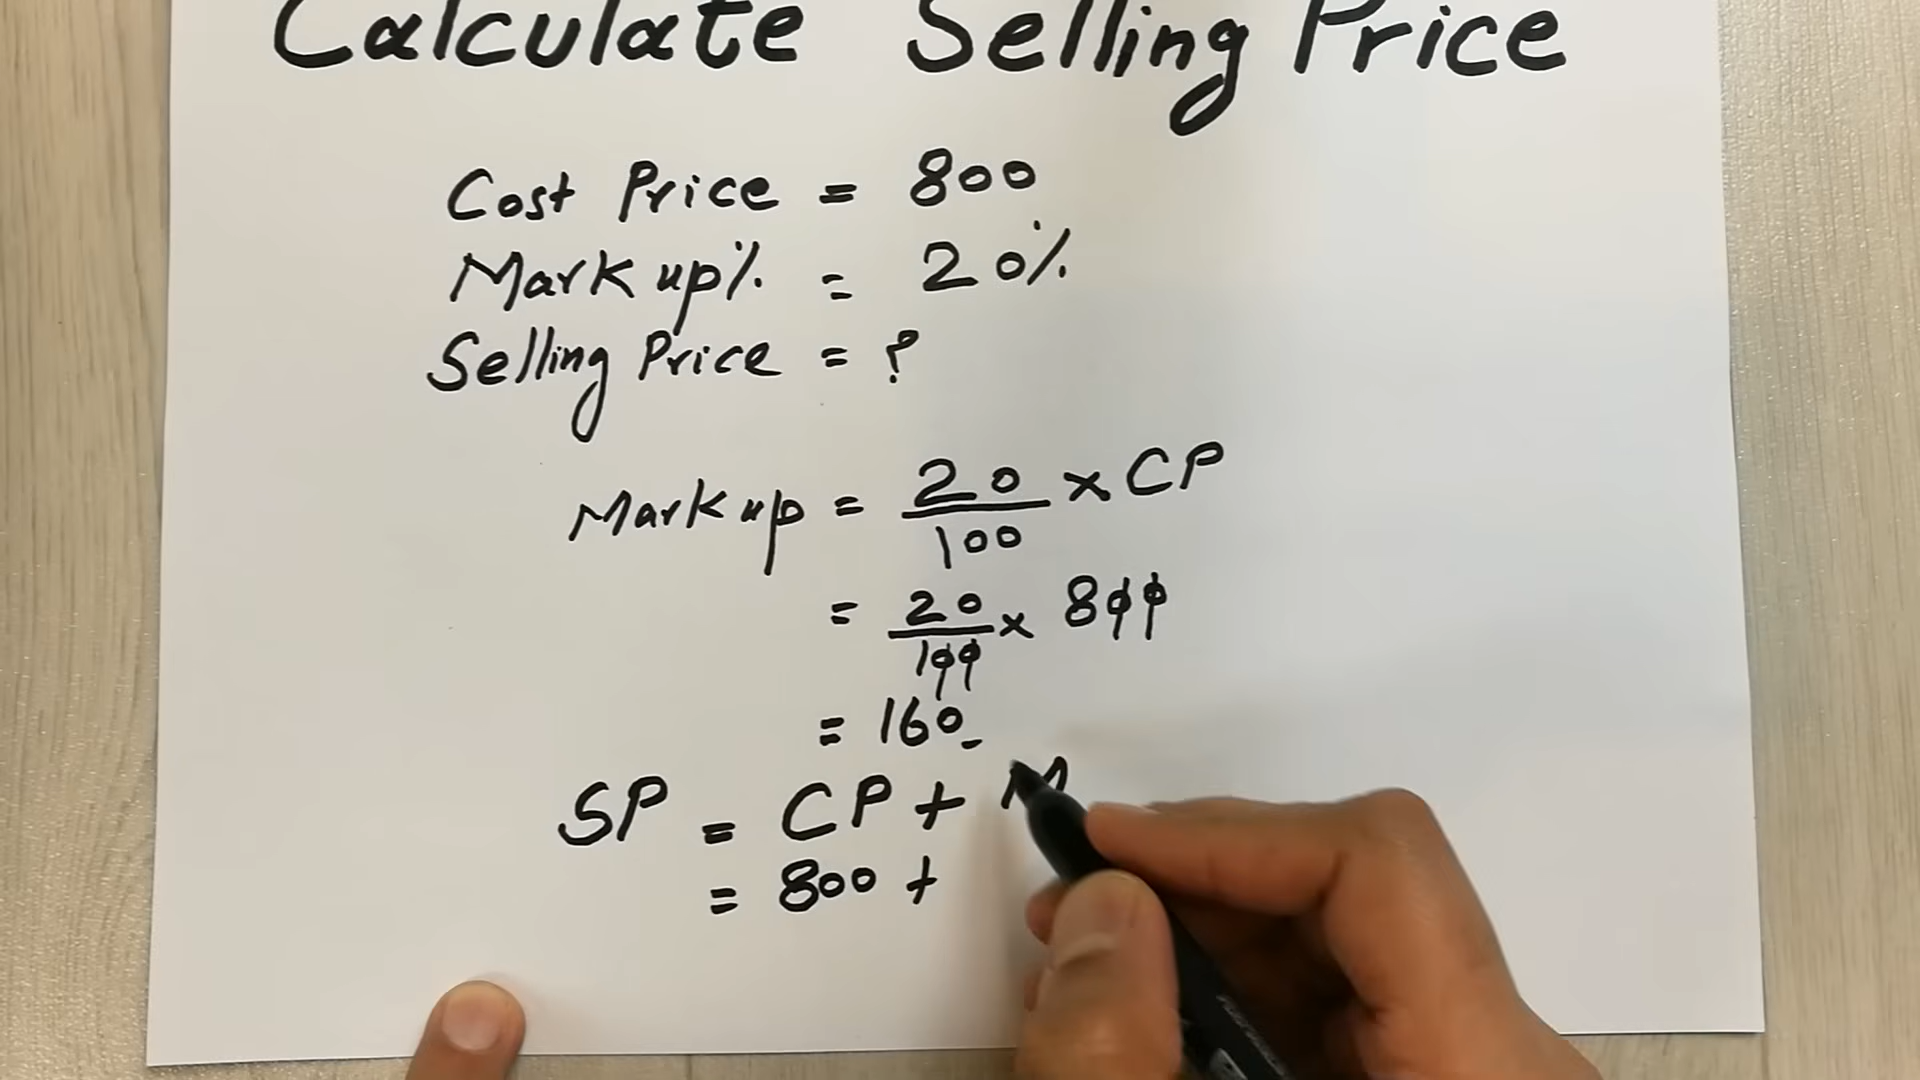 Calculate Selling Price
Cost Price = 800
Mark up% = 20%
Selling Price = ?
Mark up = 20/100 x CP
= 20/100 x 800
= 160
SP = CP + M
= 800 +